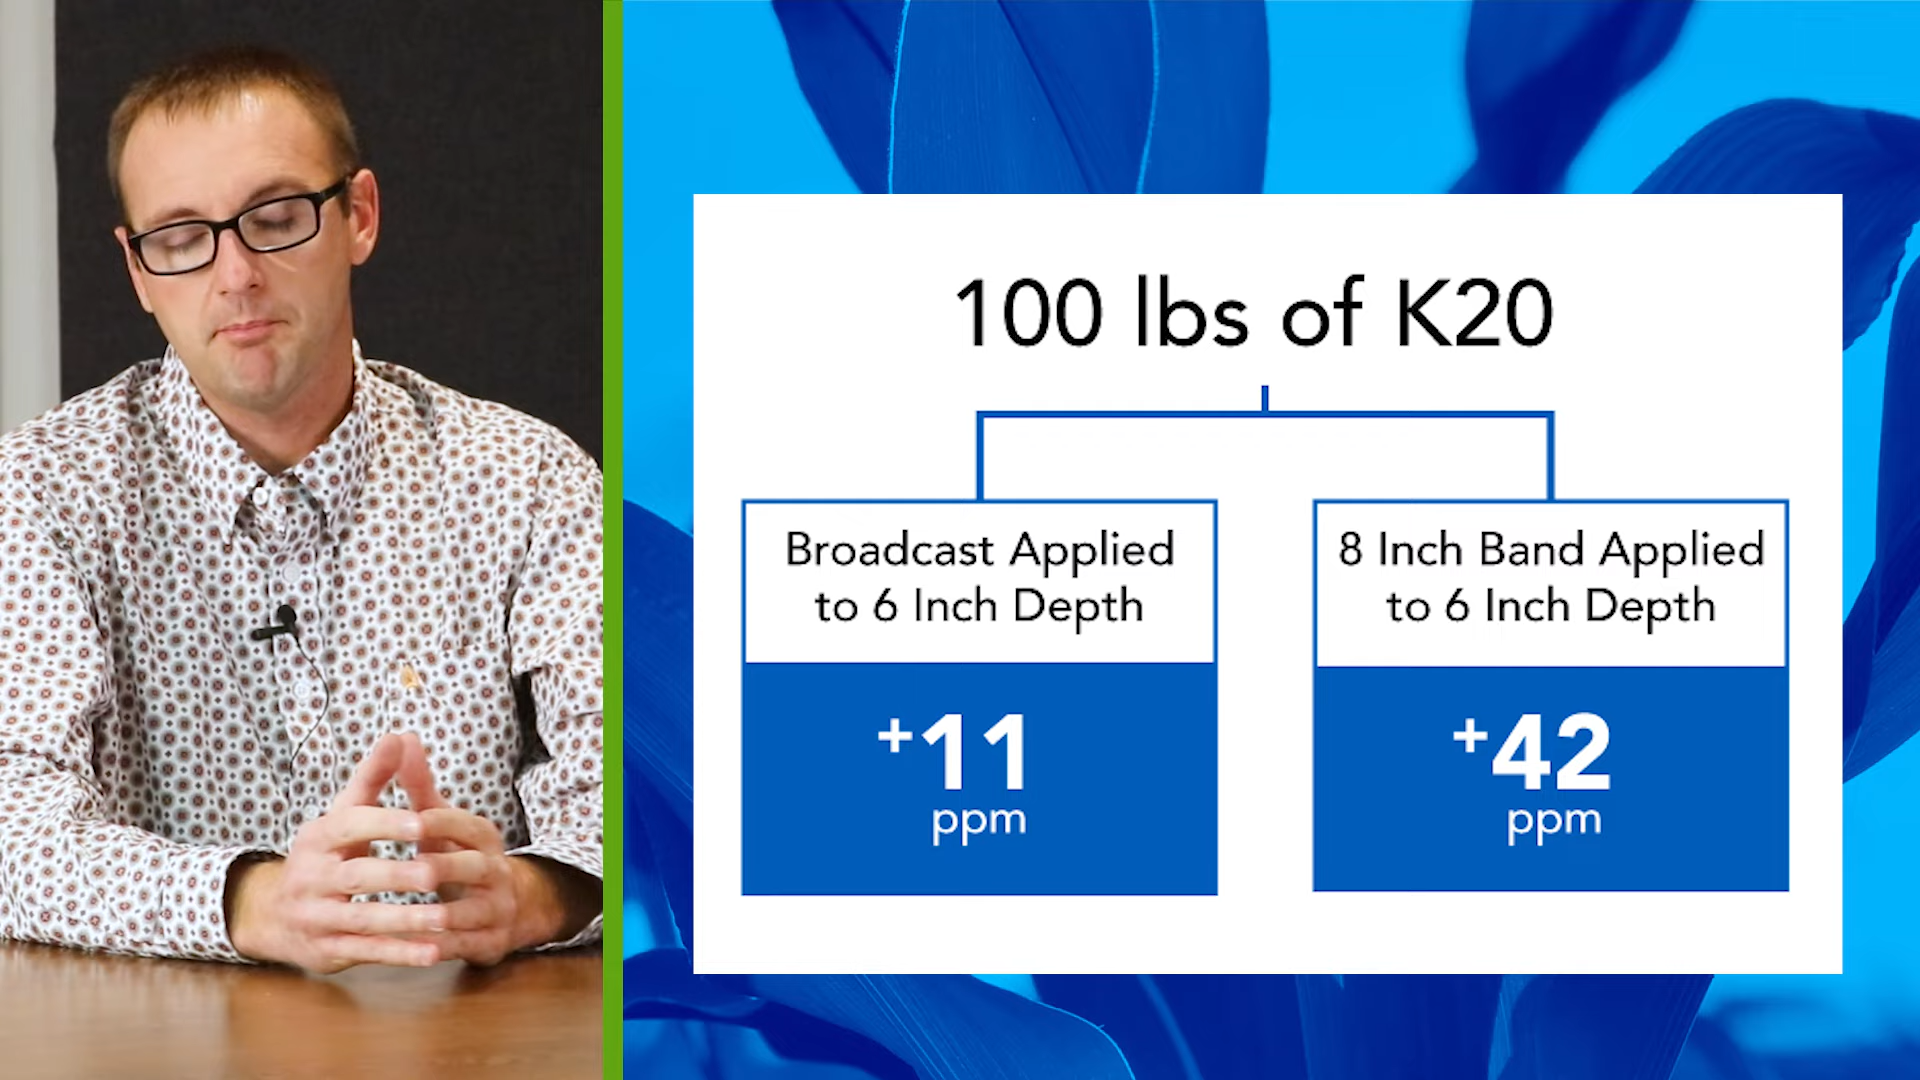 100 lbs of K20
Broadcast Applied
to 6 Inch Depth
+11
ppm
8 Inch Band Applied
to 6 Inch Depth
+42
ppm